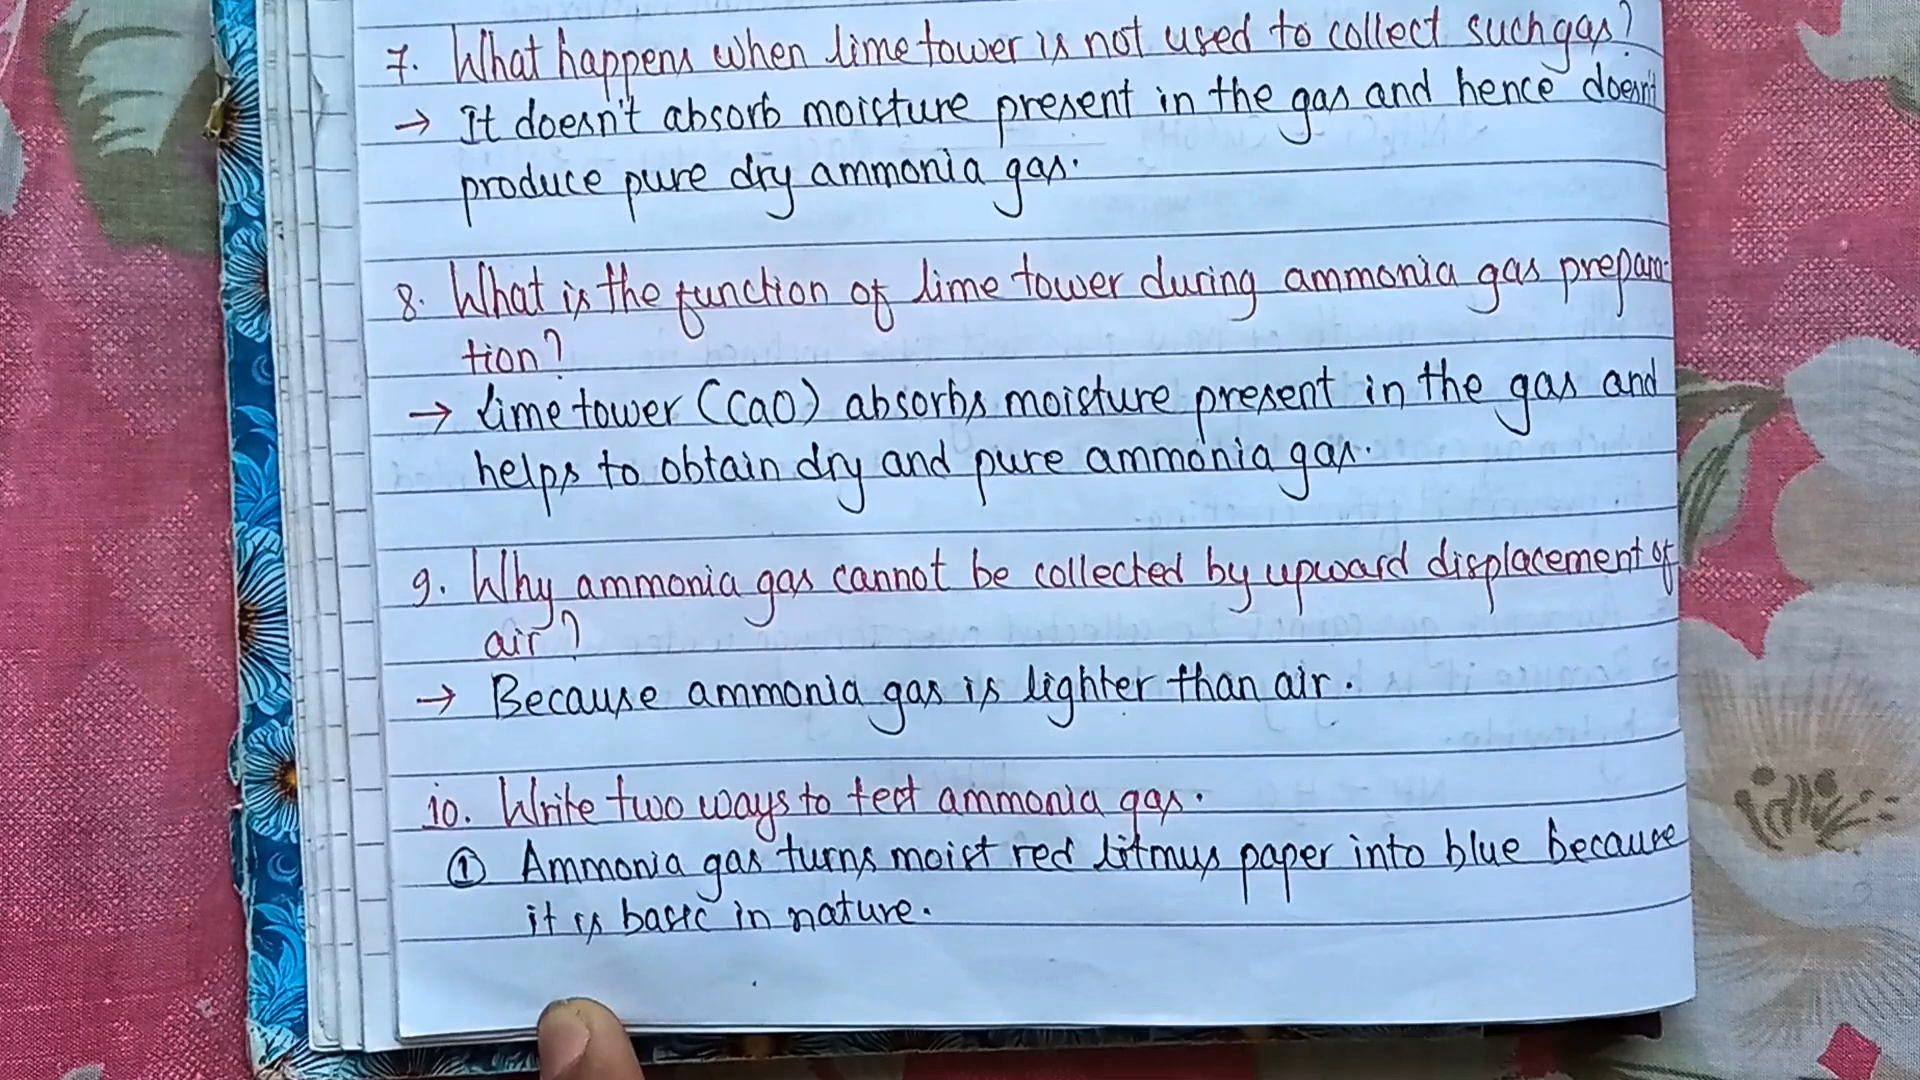 7. What happens when lime tower is not used to collect such gas?
→ It doesn't absorb moisture present in the gas and hence doesn't
produce pure dry ammonia gas.
8. What is the function of lime tower during ammonia gas prepara-
tion?
→ lime tower (CaO) absorbs moisture present in the gas and
helps to obtain dry and pure ammonia gas.
9. Why ammonia gas cannot be collected by upward displacement of
air?
→ Because ammonia gas is lighter than air.
10. Write two ways to test ammonia gas.
① Ammonia gas turns moist red litmus paper into blue because
it is basic in nature.